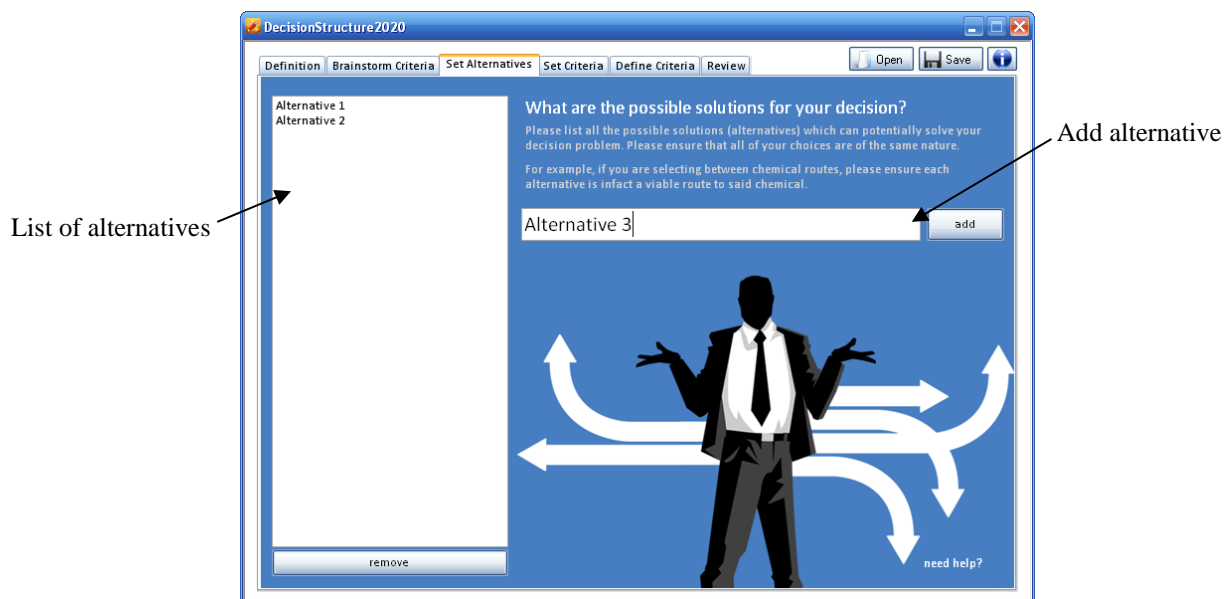 DecisionStructure2020
Definition Brainstorm Criteria Set Alternatives Set Criteria Define Criteria Review Open Save
Alternative 1
Alternative 2
What are the possible solutions for your decision?
Please list all the possible solutions (alternatives) which can potentially solve your
decision problem. Please ensure that all of your choices are of the same nature.
For example, if you are selecting between chemical routes, please ensure each
alternative is infact a viable route to said chemical.
Add alternative
List of alternatives
Alternative 3 add
remove
need help?